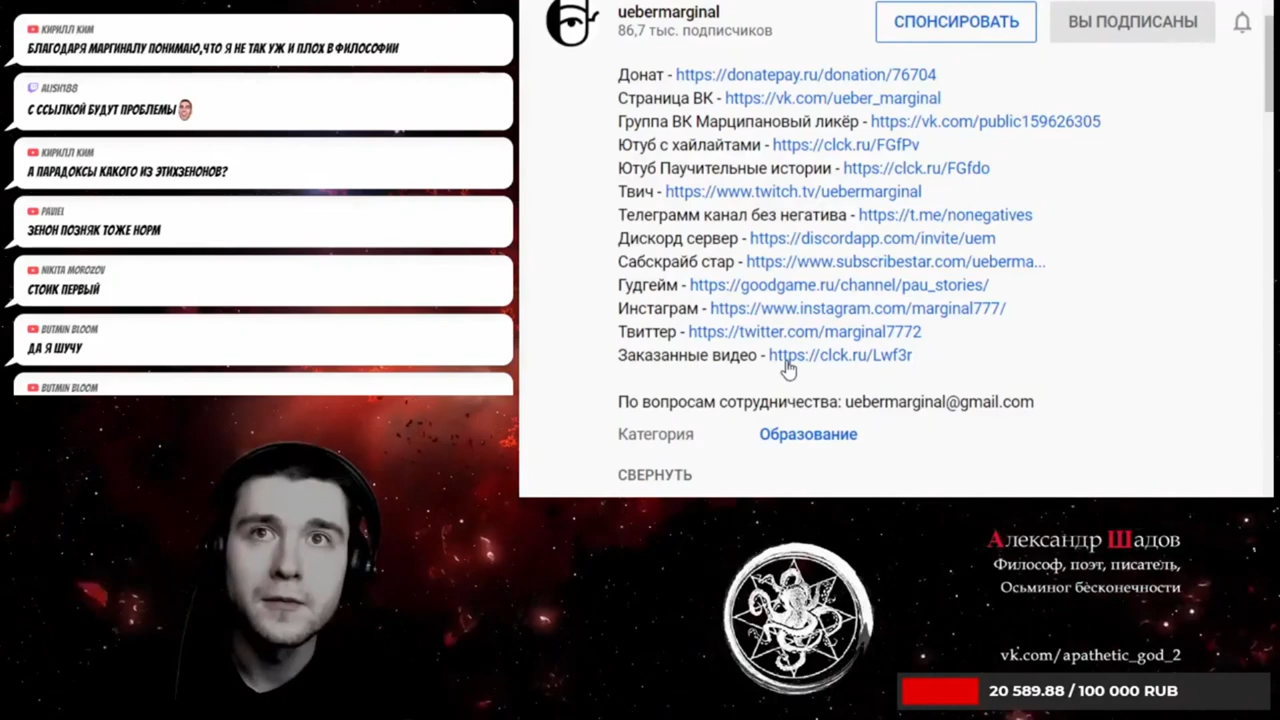 КИРИЛЛ КИМ
БЛАГОДАРЯ МАРГИНАЛУ ПОНИМАЮ,ЧТО Я НЕ ТАК УЖ И ПЛОХ В ФИЛОСОФИИ
ALISH188
С ССЫЛКОЙ БУДУТ ПРОБЛЕМЫ
КИРИЛЛ КИМ
А ПАРАДОКСЫ КАКОГО ИЗ ЭТИХЗЕНОНОВ?
PAVIEL
ЗЕНОН ПОЗНЯК ТОЖЕ НОРМ
NIKITA MOROZOV
СТОИК ПЕРВЫЙ
BUTMIN BLOOM
ДА Я ШУЧУ
BUTMIN BLOOM
uebermarginal
86,7 тыс. подписчиков
СПОНСИРОВАТЬ
ВЫ ПОДПИСАНЫ
Донат - https://donatepay.ru/donation/76704
Страница ВК - https://vk.com/ueber_marginal
Группа ВК Марципановый ликёр - https://vk.com/public159626305
Ютуб с хайлайтами - https://clck.ru/FGfPv
Ютуб Паучительные истории - https://clck.ru/FGfdo
Твич - https://www.twitch.tv/uebermarginal
Телеграмм канал без негатива - https://t.me/nonegatives
Дискорд сервер - https://discordapp.com/invite/uem
Сабскрайб стар - https://www.subscribestar.com/ueberma...
Гудгейм - https://goodgame.ru/channel/pau_stories/
Инстаграм - https://www.instagram.com/marginal777/
Твиттер - https://twitter.com/marginal7772
Заказанные видео - https://clck.ru/Lwf3r
По вопросам сотрудничества: uebermarginal@gmail.com
Категория Образование
СВЕРНУТЬ
Александр Шадов
Философ, поэт, писатель,
Осьминог бесконечности
vk.com/apathetic_god_2
20 589.88 / 100 000 RUB